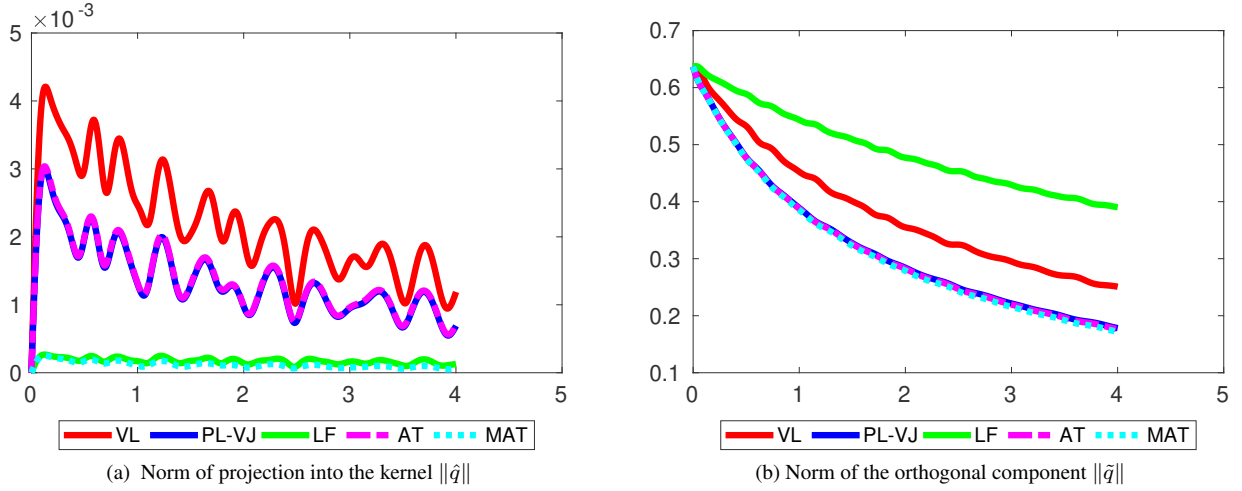 ×10⁻³
5
4
3
2
1
0
0 1 2 3 4 5
VL PL-VJ LF AT MAT
(a) Norm of projection into the kernel ‖q̂‖
0.7
0.6
0.5
0.4
0.3
0.2
0.1
0 1 2 3 4 5
VL PL-VJ LF AT MAT
(b) Norm of the orthogonal component ‖q̃‖